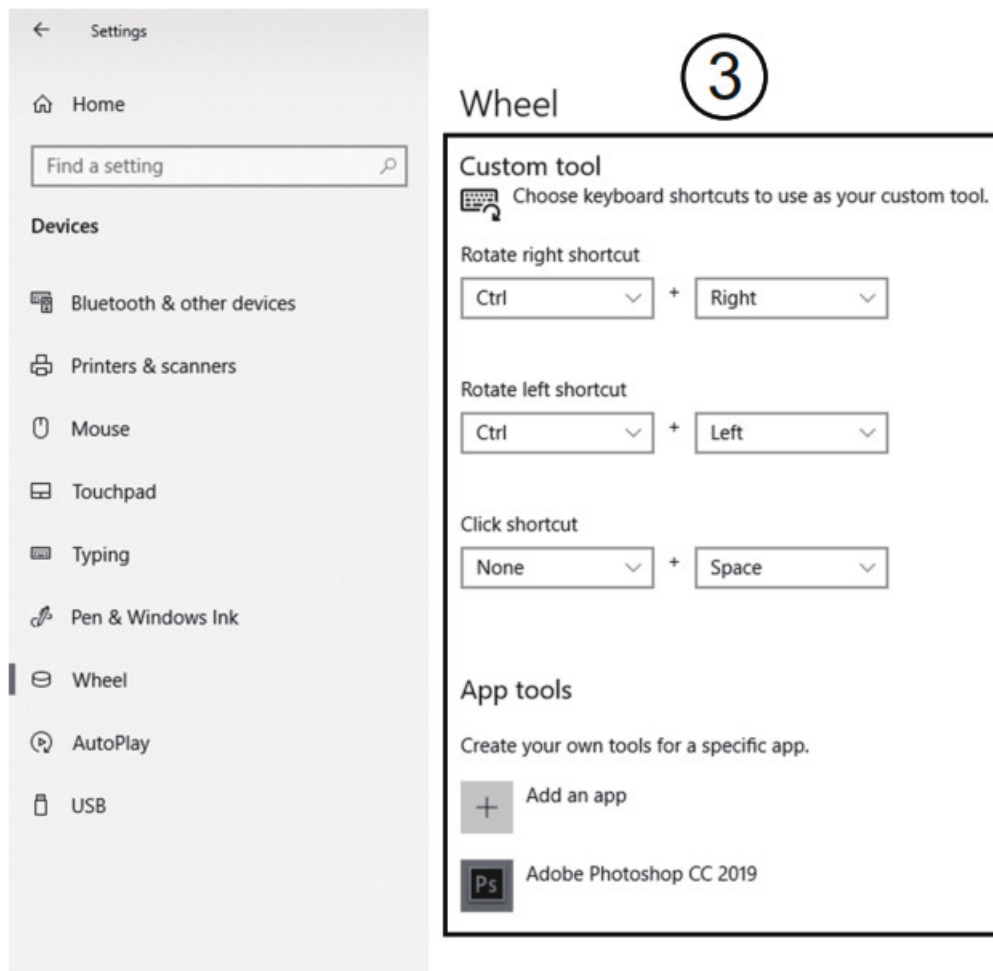 Settings
Home
Find a setting
Devices
Bluetooth & other devices
Printers & scanners
Mouse
Touchpad
Typing
Pen & Windows Ink
Wheel
AutoPlay
USB
3
Wheel
Custom tool
Choose keyboard shortcuts to use as your custom tool.
Rotate right shortcut
Ctrl + Right
Rotate left shortcut
Ctrl + Left
Click shortcut
None + Space
App tools
Create your own tools for a specific app.
+ Add an app
Ps Adobe Photoshop CC 2019